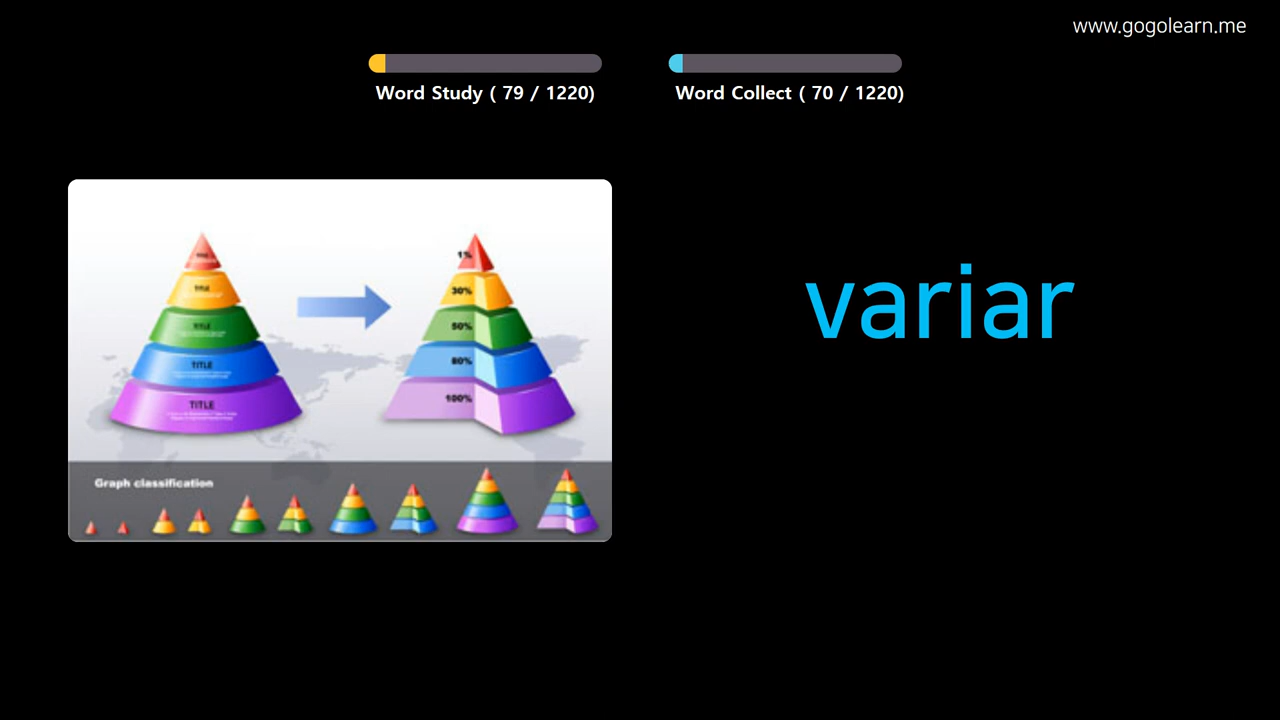 www.gogolearn.me
Word Study ( 79 / 1220)
Word Collect ( 70 / 1220)
variar
TITLE
TITLE
TITLE
TITLE
1%
30%
50%
80%
100%
Graph classification